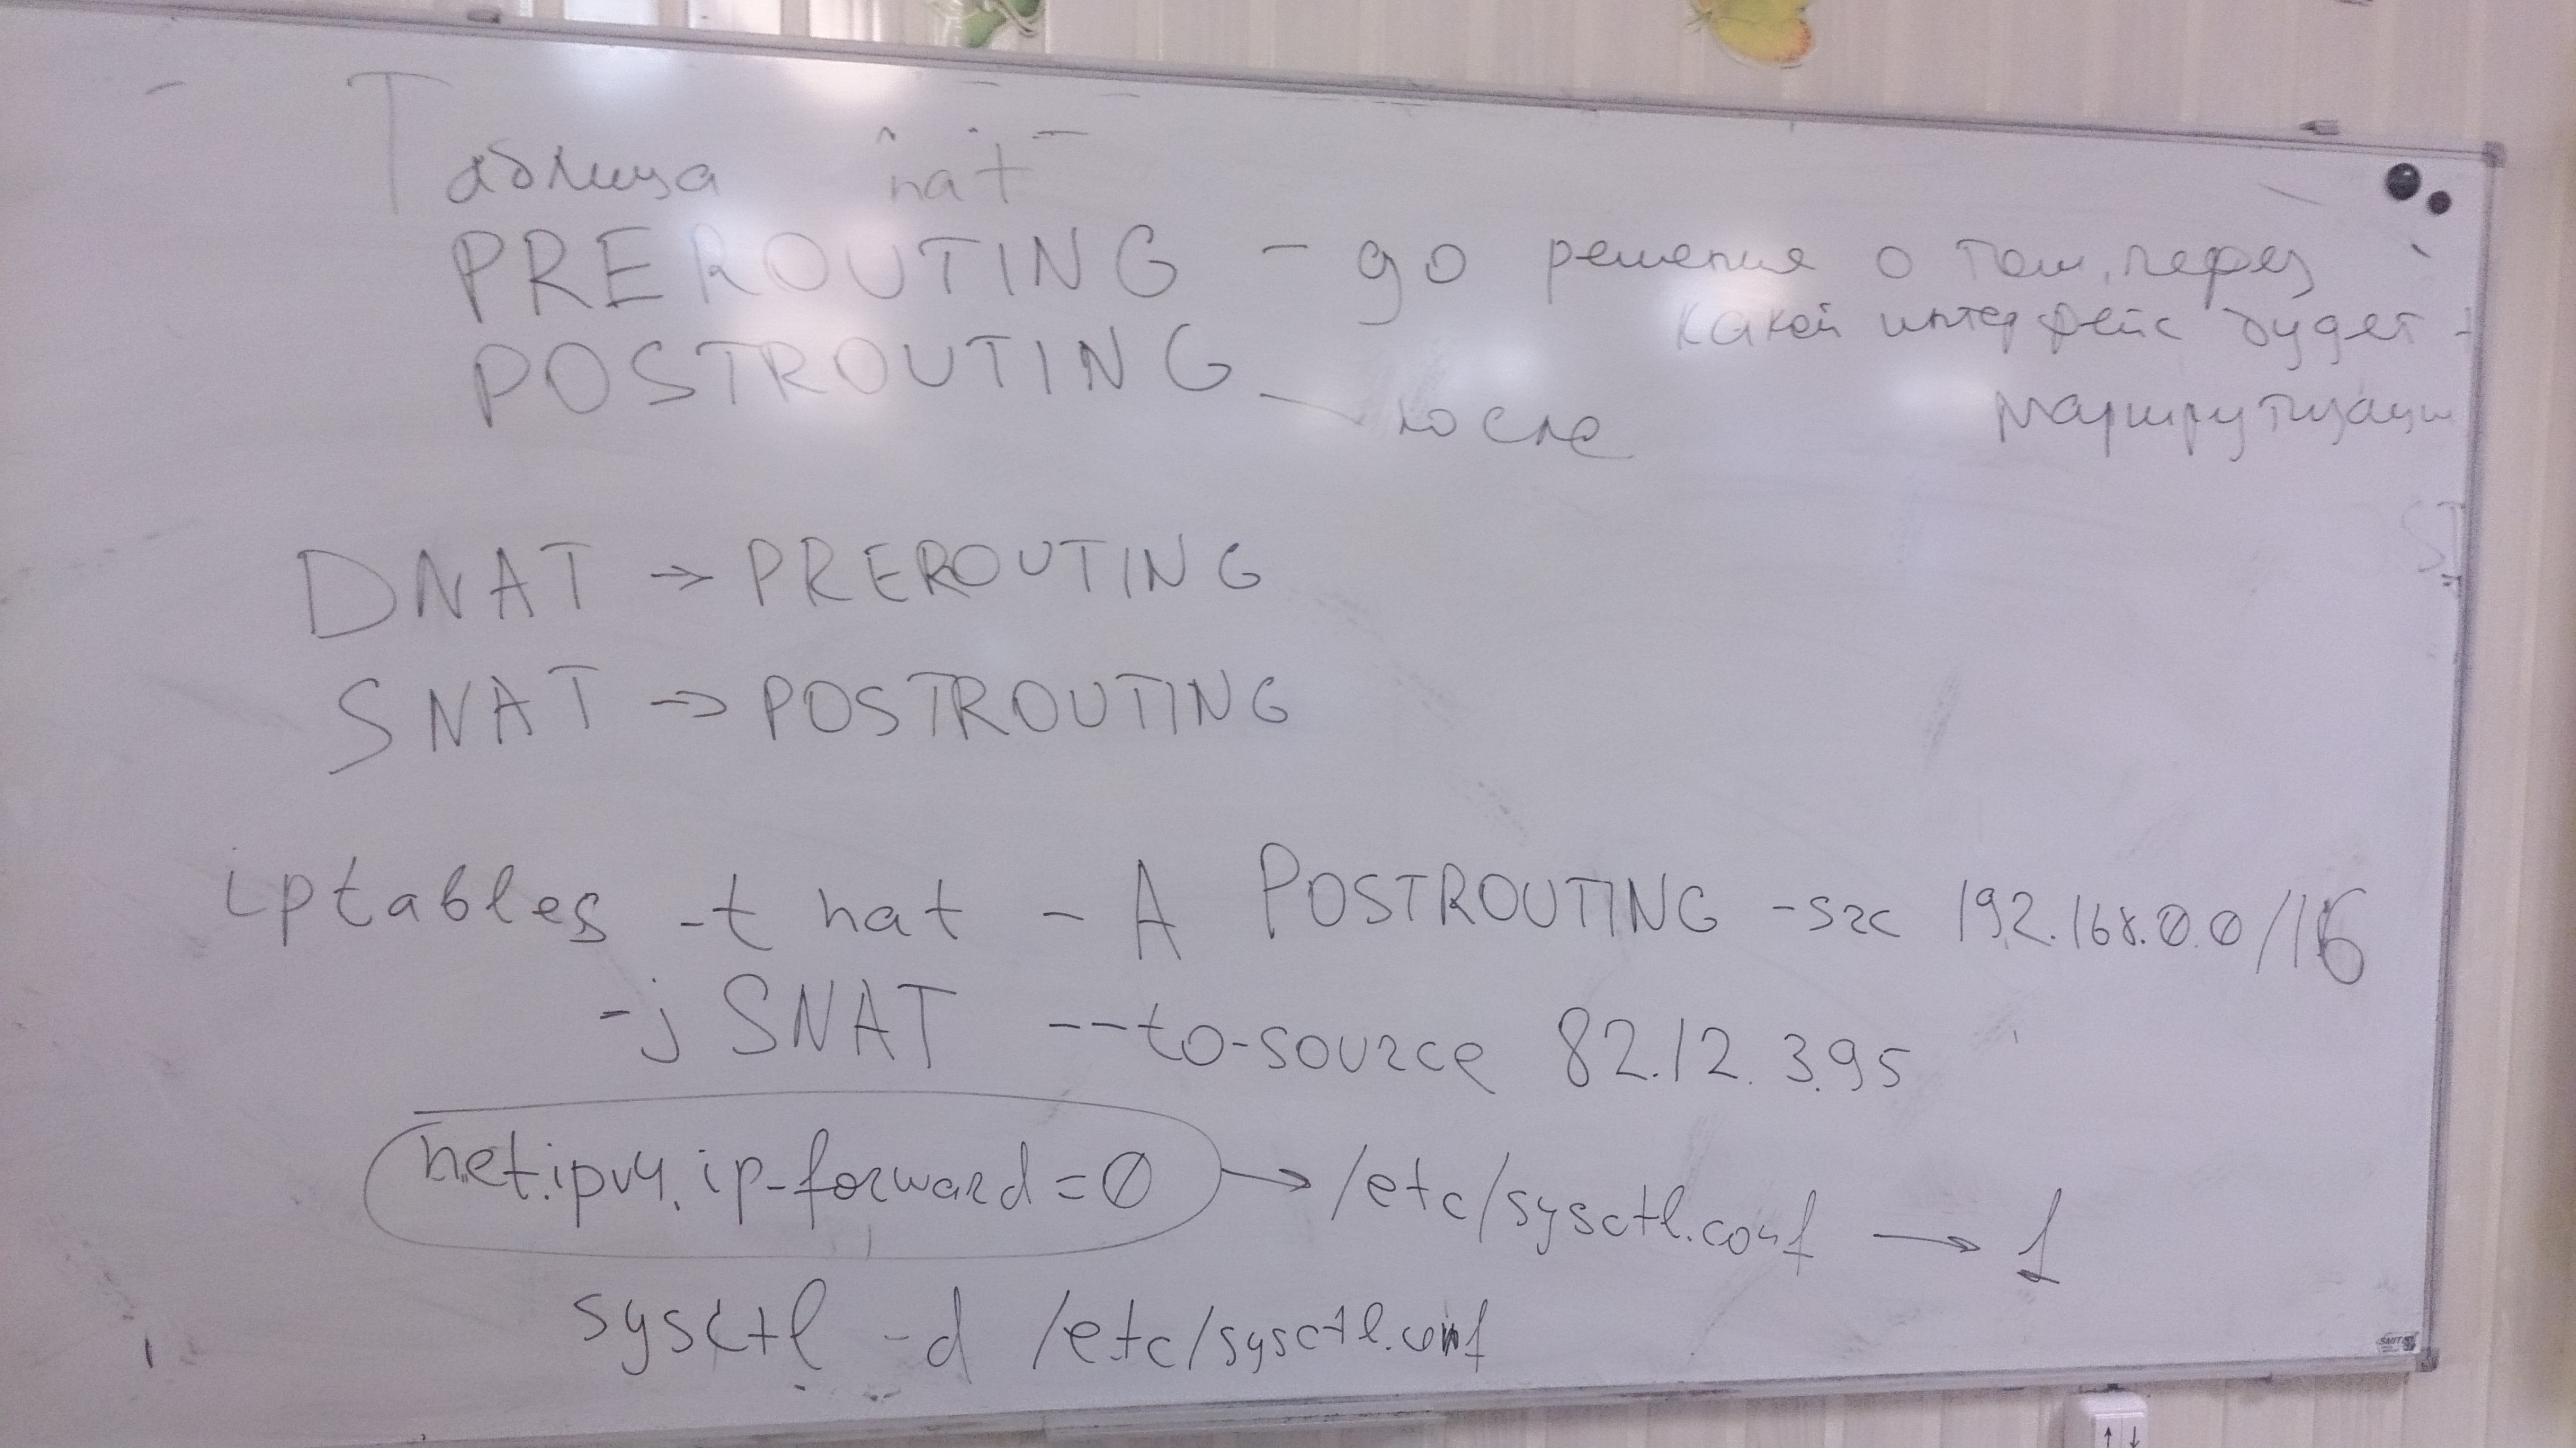 Таблица nat
PREROUTING - до решения о том, через
какой интерфейс будет
маршрутизация
POSTROUTING - после
DNAT → PREROUTING
SNAT → POSTROUTING
iptables -t nat -A POSTROUTING -src 192.168.0.0/16
-j SNAT --to-source 82.12.3.95
net.ipv4.ip-forward=0 → /etc/sysctl.conf → 1
sysctl -d /etc/sysctl.conf